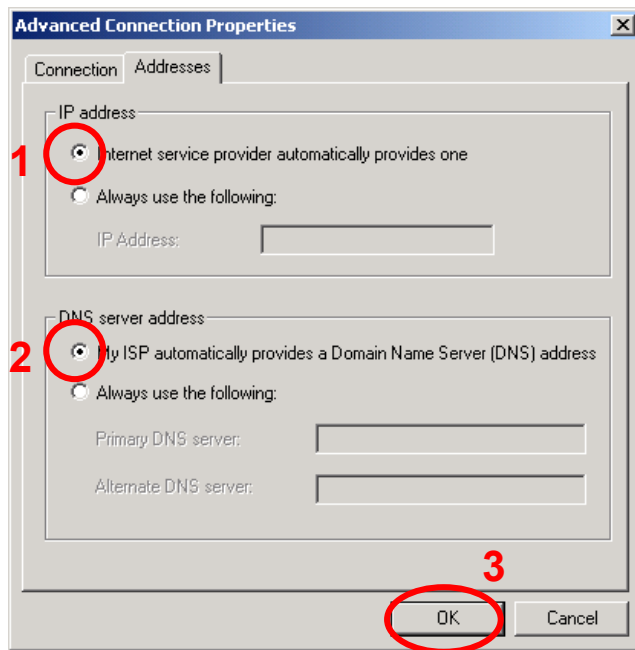 Advanced Connection Properties
Connection Addresses
IP address
1 Internet service provider automatically provides one
Always use the following:
IP Address:
DNS server address
2 My ISP automatically provides a Domain Name Server (DNS) address
Always use the following:
Primary DNS server:
Alternate DNS server:
3
OK Cancel